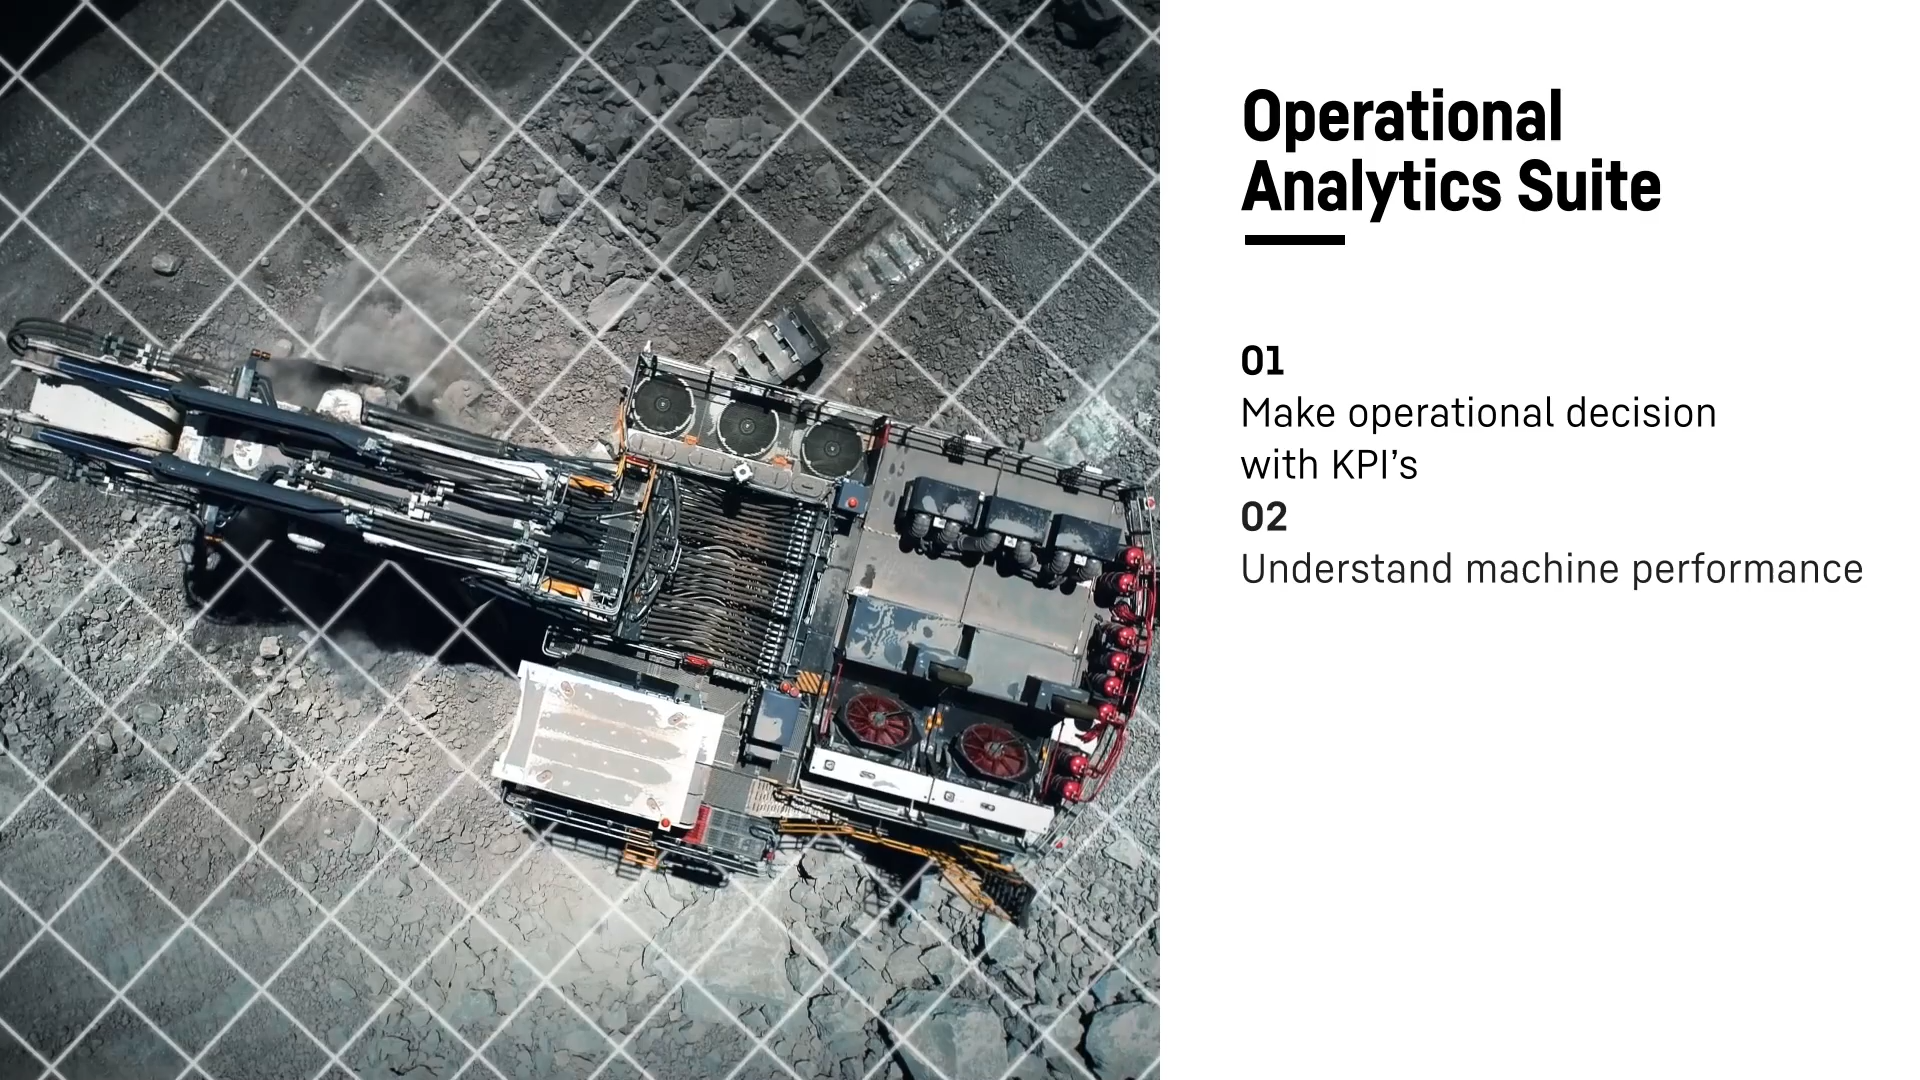 Operational
Analytics Suite
01
Make operational decision
with KPI’s
02
Understand machine performance